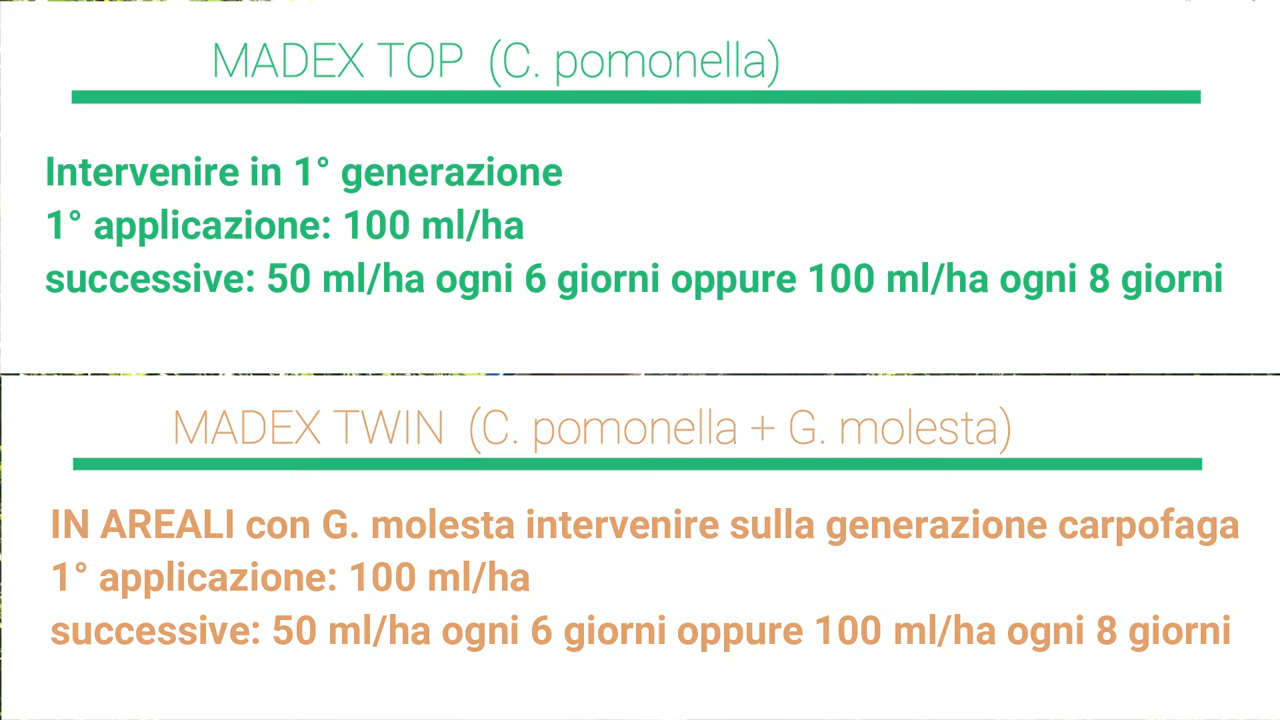 MADEX TOP (C. pomonella)
Intervenire in 1° generazione
1° applicazione: 100 ml/ha
successive: 50 ml/ha ogni 6 giorni oppure 100 ml/ha ogni 8 giorni
MADEX TWIN (C. pomonella + G. molesta)
IN AREALI con G. molesta intervenire sulla generazione carpofaga
1° applicazione: 100 ml/ha
successive: 50 ml/ha ogni 6 giorni oppure 100 ml/ha ogni 8 giorni